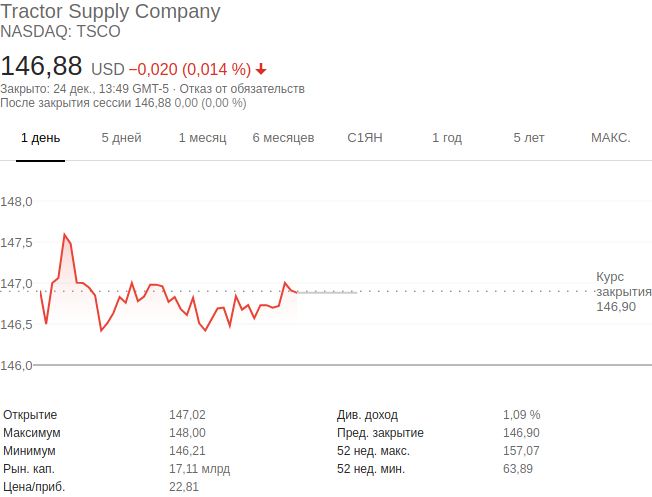 Tractor Supply Company
NASDAQ: TSCO
146,88 USD −0,020 (0,014 %)
Закрыто: 24 дек., 13:49 GMT-5 · Отказ от обязательств
После закрытия сессии 146,88 0,00 (0,00 %)
1 день 5 дней 1 месяц 6 месяцев С1ЯН 1 год 5 лет МАКС.
148,0
147,5
147,0
146,5
146,0
Курс
закрытия
146,90
Открытие 147,02 Див. доход 1,09 %
Максимум 148,00 Пред. закрытие 146,90
Минимум 146,21 52 нед. макс. 157,07
Рын. кап. 17,11 млрд 52 нед. мин. 63,89
Цена/приб. 22,81